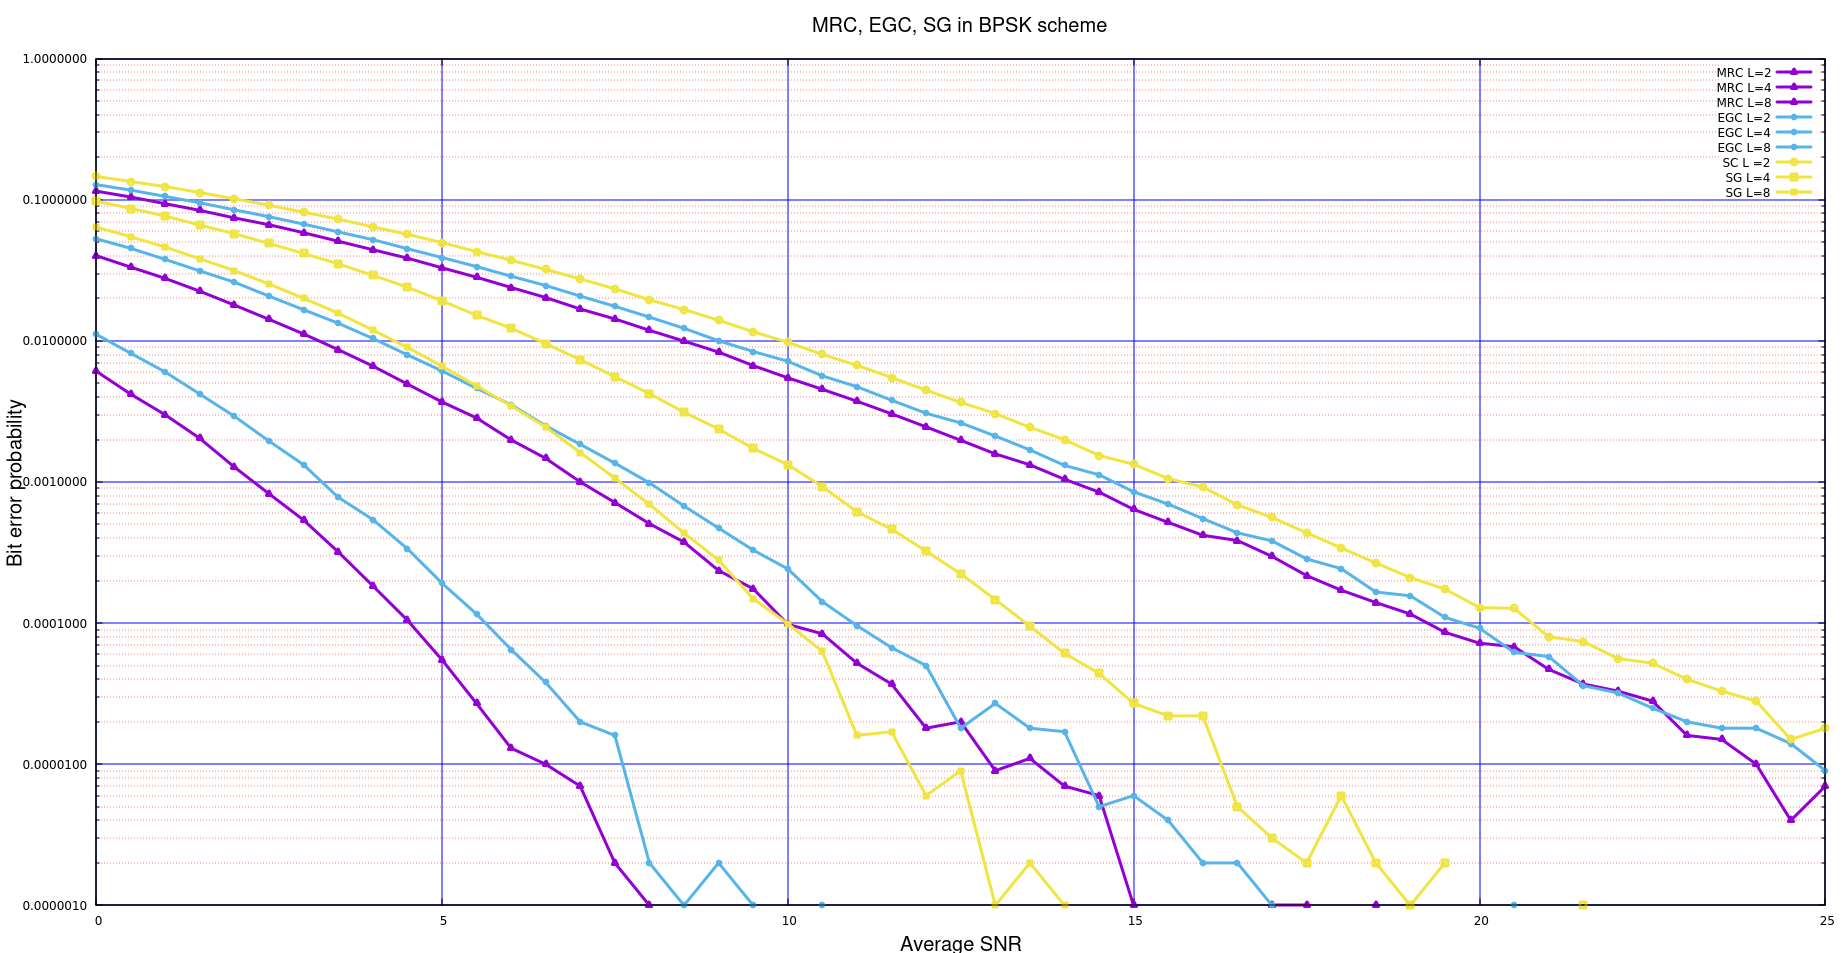 MRC, EGC, SG in BPSK scheme
1.0000000
0.1000000
0.0100000
0.0010000
0.0001000
0.0000100
0.0000010
Bit error probability
MRC L=2
MRC L=4
MRC L=8
EGC L=2
EGC L=4
EGC L=8
SC L =2
SG L=4
SG L=8
0 5 10 15 20 25
Average SNR